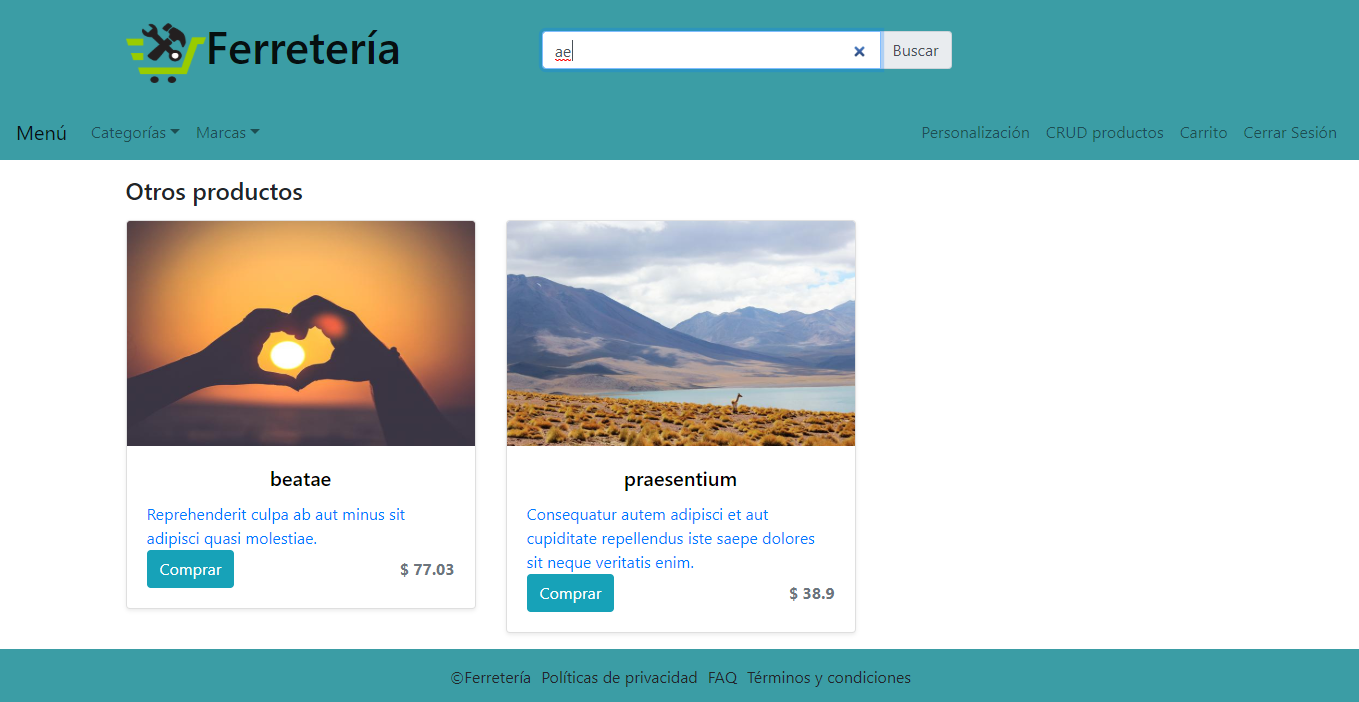 Ferretería
ae
Buscar
Menú Categorías Marcas Personalización CRUD productos Carrito Cerrar Sesión
Otros productos
beatae
Reprehenderit culpa ab aut minus sit
adipisci quasi molestiae.
Comprar $ 77.03
praesentium
Consequatur autem adipisci et aut
cupiditate repellendus iste saepe dolores
sit neque veritatis enim.
Comprar $ 38.9
©Ferretería Políticas de privacidad FAQ Términos y condiciones